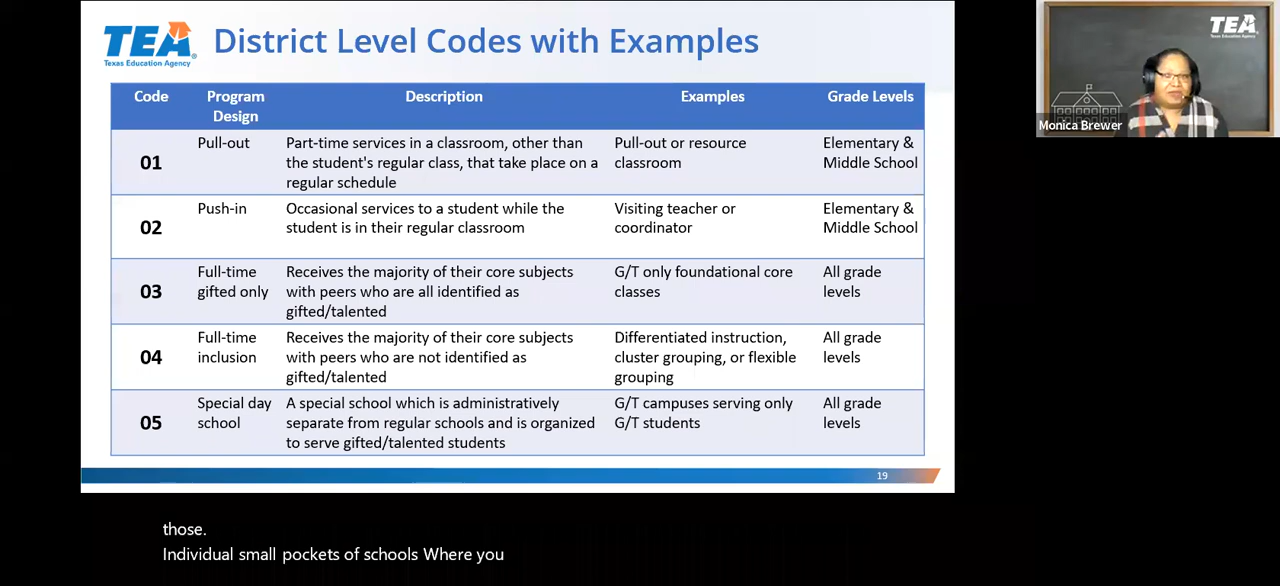 TEA
Texas Education Agency
District Level Codes with Examples
Code
Program Design
Description
Examples
Grade Levels
01
Pull-out
Part-time services in a classroom, other than
the student's regular class, that take place on a
regular schedule
Pull-out or resource
classroom
Elementary &
Middle School
02
Push-in
Occasional services to a student while the
student is in their regular classroom
Visiting teacher or
coordinator
Elementary &
Middle School
03
Full-time
gifted only
Receives the majority of their core subjects
with peers who are all identified as
gifted/talented
G/T only foundational core
classes
All grade
levels
04
Full-time
inclusion
Receives the majority of their core subjects
with peers who are not identified as
gifted/talented
Differentiated instruction,
cluster grouping, or flexible
grouping
All grade
levels
05
Special day
school
A special school which is administratively
separate from regular schools and is organized
to serve gifted/talented students
G/T campuses serving only
G/T students
All grade
levels
19
TEA
Texas Education Agency
Monica Brewer
those.
Individual small pockets of schools Where you